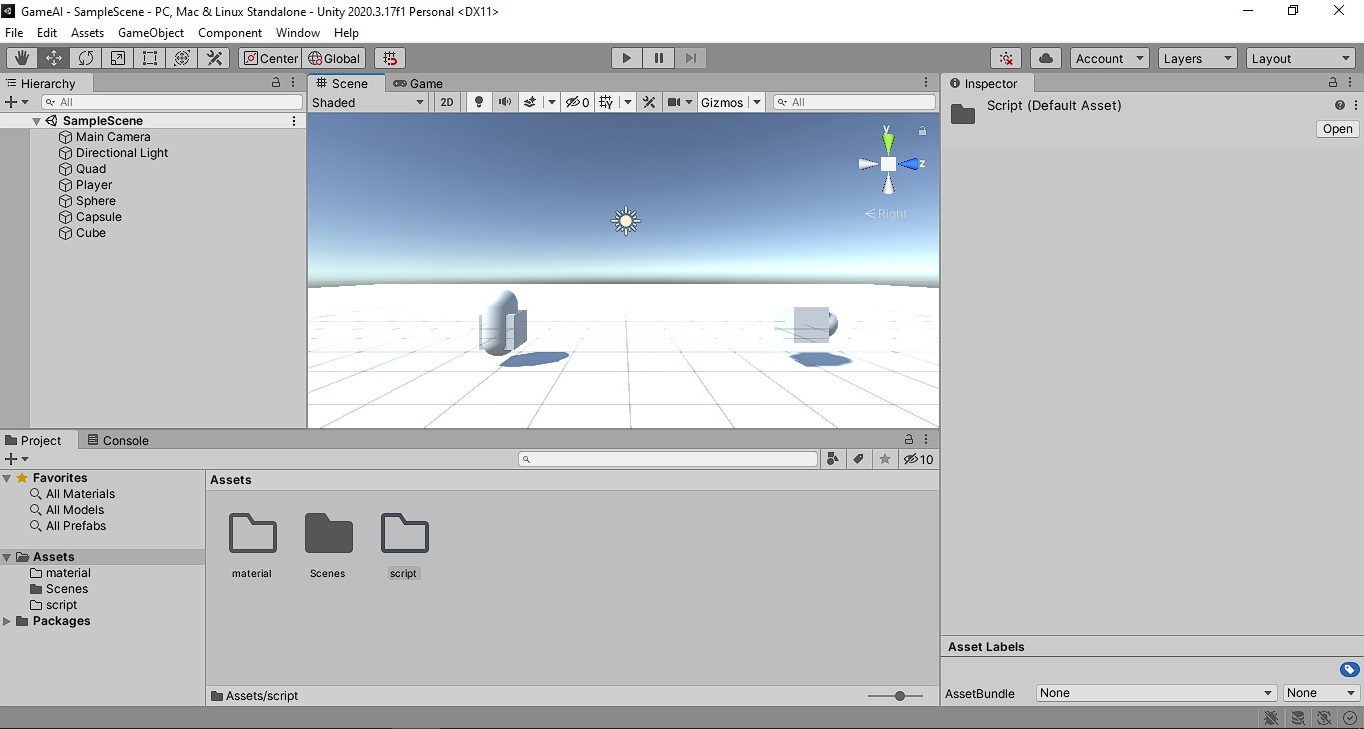 GameAI - SampleScene - PC, Mac & Linux Standalone - Unity 2020.3.17f1 Personal <DX11>
File Edit Assets GameObject Component Window Help
Center Global Account Layers Layout
Hierarchy
All
SampleScene
Main Camera
Directional Light
Quad
Player
Sphere
Capsule
Cube
Scene Game
Shaded 2D 0 Gizmos All
y
z
Right
Inspector
Script (Default Asset)
Open
Project Console
10
Favorites
All Materials
All Models
All Prefabs
Assets
material
Scenes
script
Packages
Assets
material Scenes script
Assets/script
Asset Labels
AssetBundle None None